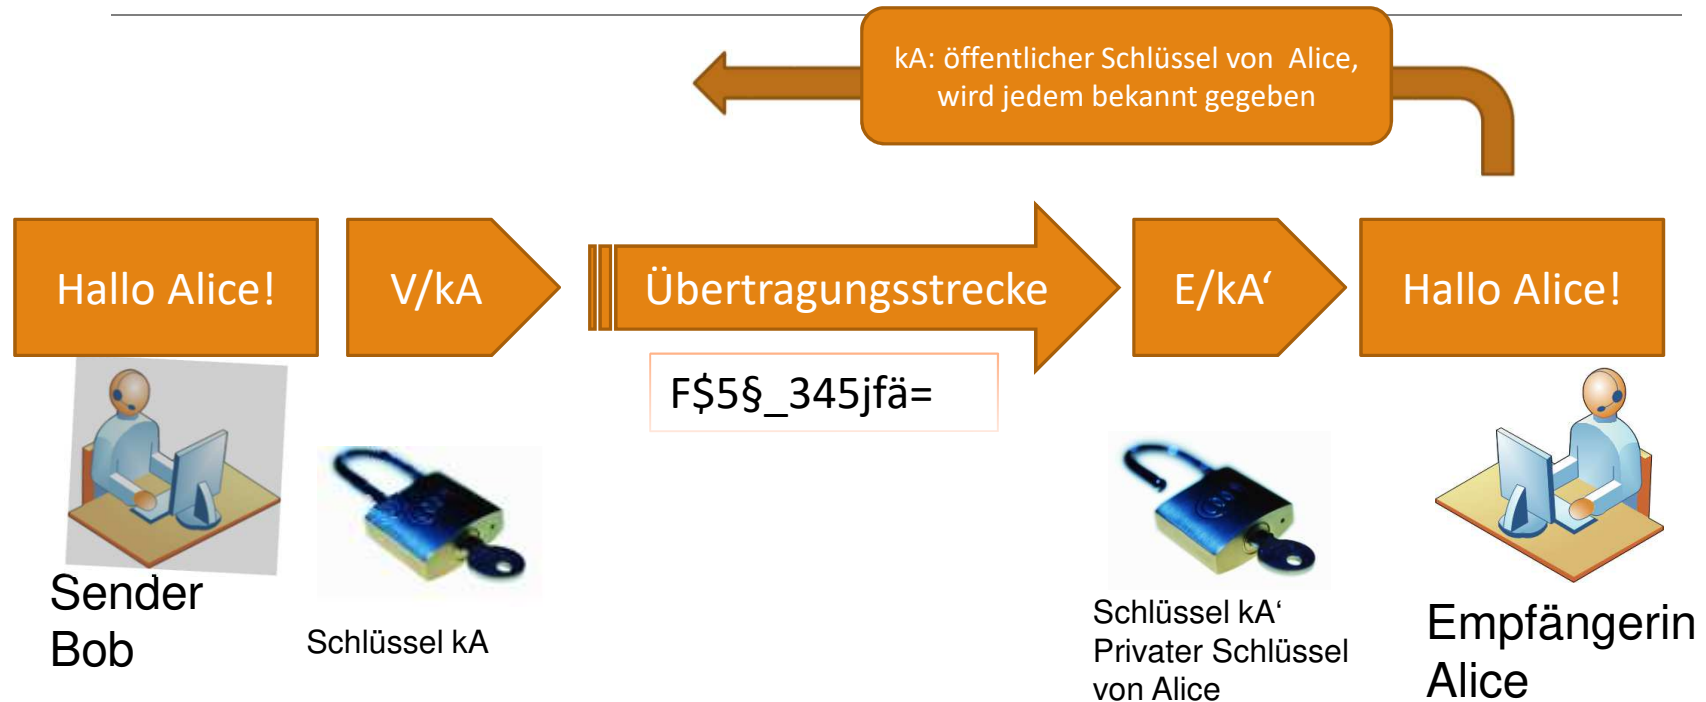 kA: öffentlicher Schlüssel von  Alice,
wird jedem bekannt gegeben
Hallo Alice!
V/kA
Übertragungsstrecke
E/kA‘
Hallo Alice!
F$5§_345jfä=
Sender
Bob
Schlüssel kA
Schlüssel kA‘
Privater Schlüssel
von Alice
Empfängerin
Alice